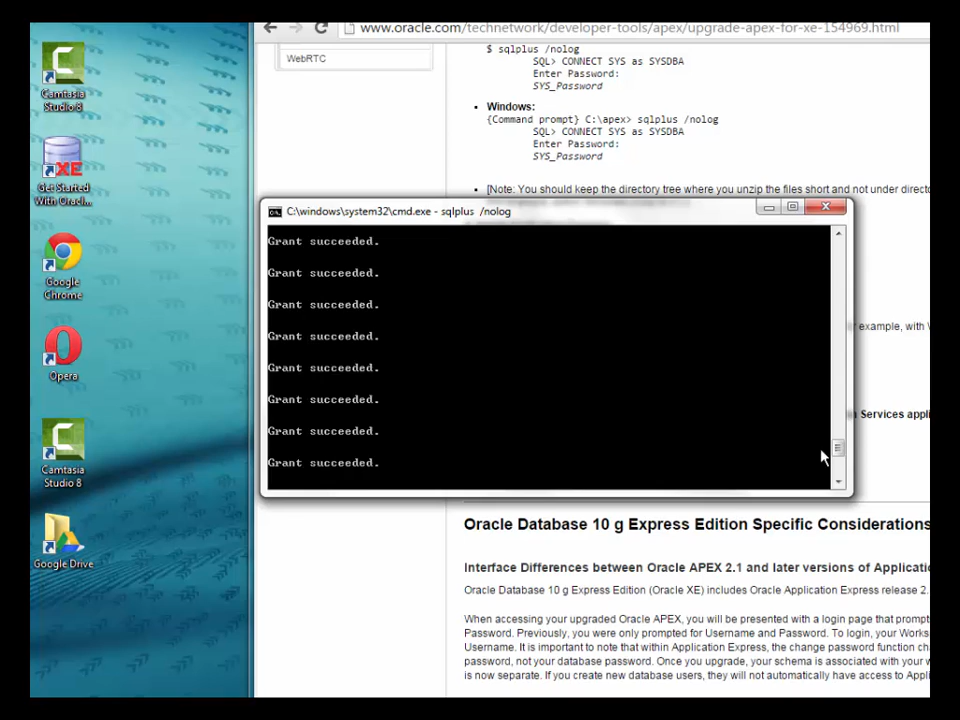 www.oracle.com/technetwork/developer-tools/apex/upgrade-apex-for-xe-154969.html
Camtasia
Studio 8
XE
Get Started
With Oracl...
Google
Chrome
Opera
Camtasia
Studio 8
Google Drive
WebRTC
$ sqlplus /nolog
SQL> CONNECT SYS as SYSDBA
Enter Password:
SYS_Password
• Windows:
{Command prompt} C:\apex> sqlplus /nolog
SQL> CONNECT SYS as SYSDBA
Enter Password:
SYS_Password
• [Note: You should keep the directory tree where you unzip the files short and not under direct
C:\windows\system32\cmd.exe - sqlplus /nolog
Grant succeeded.
Grant succeeded.
Grant succeeded.
Grant succeeded.
Grant succeeded.
Grant succeeded.
Grant succeeded.
Grant succeeded.
example, with
Services appli
Oracle Database 10 g Express Edition Specific Considerations
Interface Differences between Oracle APEX 2.1 and later versions of Applicati
Oracle Database 10 g Express Edition (Oracle XE) includes Oracle Application Express release 2.
When accessing your upgraded Oracle APEX, you will be presented with a login page that prompt
Password. Previously, you were only prompted for Username and Password. To login, your Works
Username. It is important to note that within Application Express, the change password function ch
password, not your database password. Once you upgrade, your schema is associated with your w
is now separate. If you create new database users, they will not automatically have access to Appli